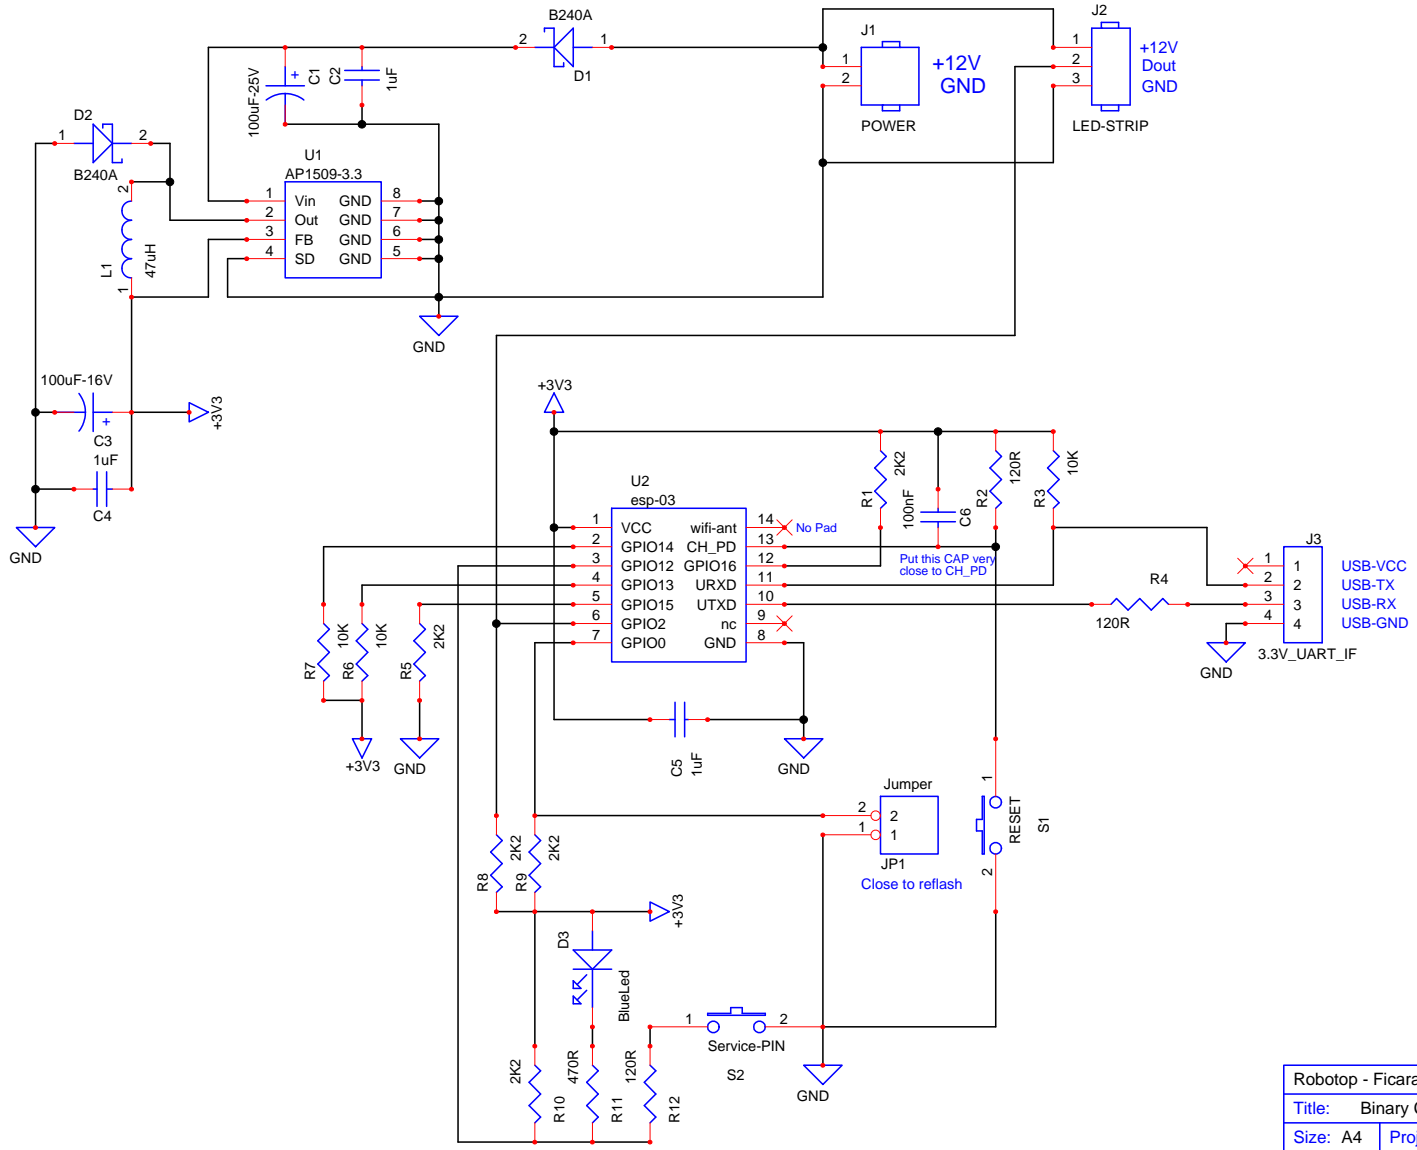 B240A
2
1
D1
J1
1
2
+12V
GND
POWER
J2
1
2
3
+12V
Dout
GND
LED-STRIP
100uF-25V
+
C1
C2
1uF
D2
1
2
B240A
U1
AP1509-3.3
1 Vin GND 8
2 Out GND 7
3 FB GND 6
4 SD GND 5
2
L1
47uH
1
GND
100uF-16V
+
C3
+3V3
1uF
C4
GND
+3V3
U2
esp-03
1 VCC wifi-ant 14
No Pad
2 GPIO14 CH_PD 13
3 GPIO12 GPIO16 12
4 GPIO13 URXD 11
5 GPIO15 UTXD 10
6 GPIO2 nc 9
7 GPIO0 GND 8
R1
2K2
100nF
C6
R2
120R
R3
10K
Put this CAP very
close to CH_PD
J3
1 1 USB-VCC
2 2 USB-TX
3 3 USB-RX
4 4 USB-GND
3.3V_UART_IF
R4
120R
GND
R7
10K
R6
10K
R5
2K2
+3V3
GND
C5
1uF
GND
Jumper
2 2
1 1
JP1
Close to reflash
1
RESET
S1
2
R8
2K2
R9
2K2
+3V3
D3
BlueLed
2K2
R10
470R
R11
120R
R12
1
2
Service-PIN
S2
GND
Robotop - Ficara
Title: Binary
Size: A4